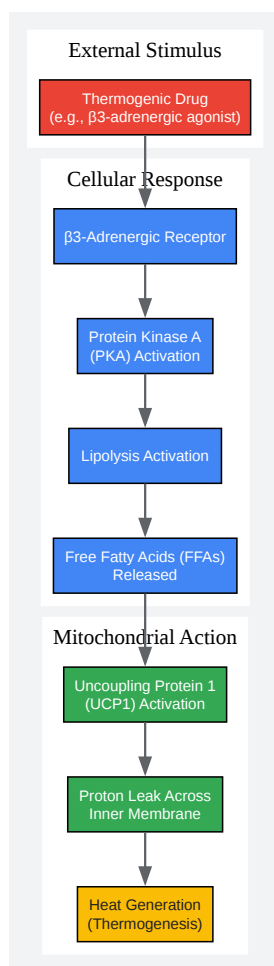 External Stimulus
Thermogenic Drug
(e.g., β3-adrenergic agonist)
Cellular Response
β3-Adrenergic Receptor
Protein Kinase A
(PKA) Activation
Lipolysis Activation
Free Fatty Acids (FFAs)
Released
Mitochondrial Action
Uncoupling Protein 1
(UCP1) Activation
Proton Leak Across
Inner Membrane
Heat Generation
(Thermogenesis)